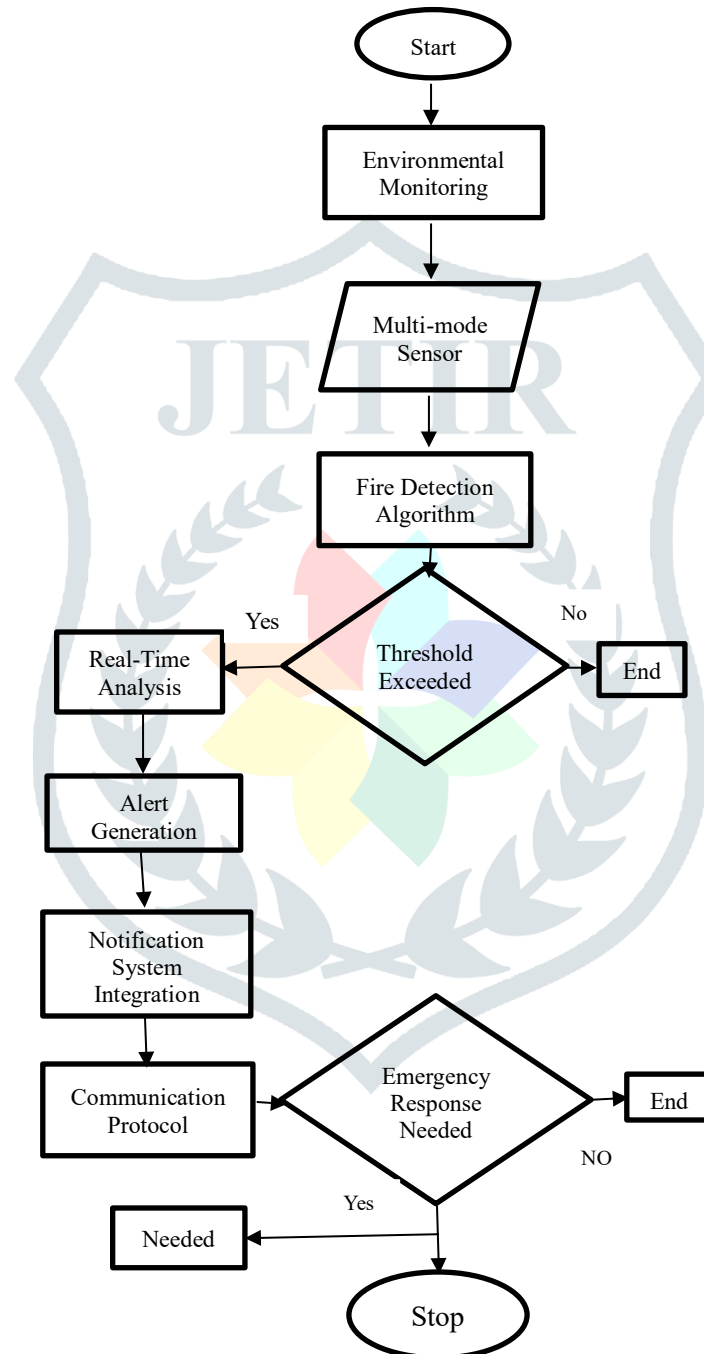 Start
Environmental
Monitoring
Multi-mode
Sensor
JETIR
Fire Detection
Algorithm
Yes
No
Real-Time
Analysis
Threshold
Exceeded
End
Alert
Generation
Notification
System
Integration
Communication
Protocol
Emergency
Response
Needed
End
NO
Yes
Needed
Stop